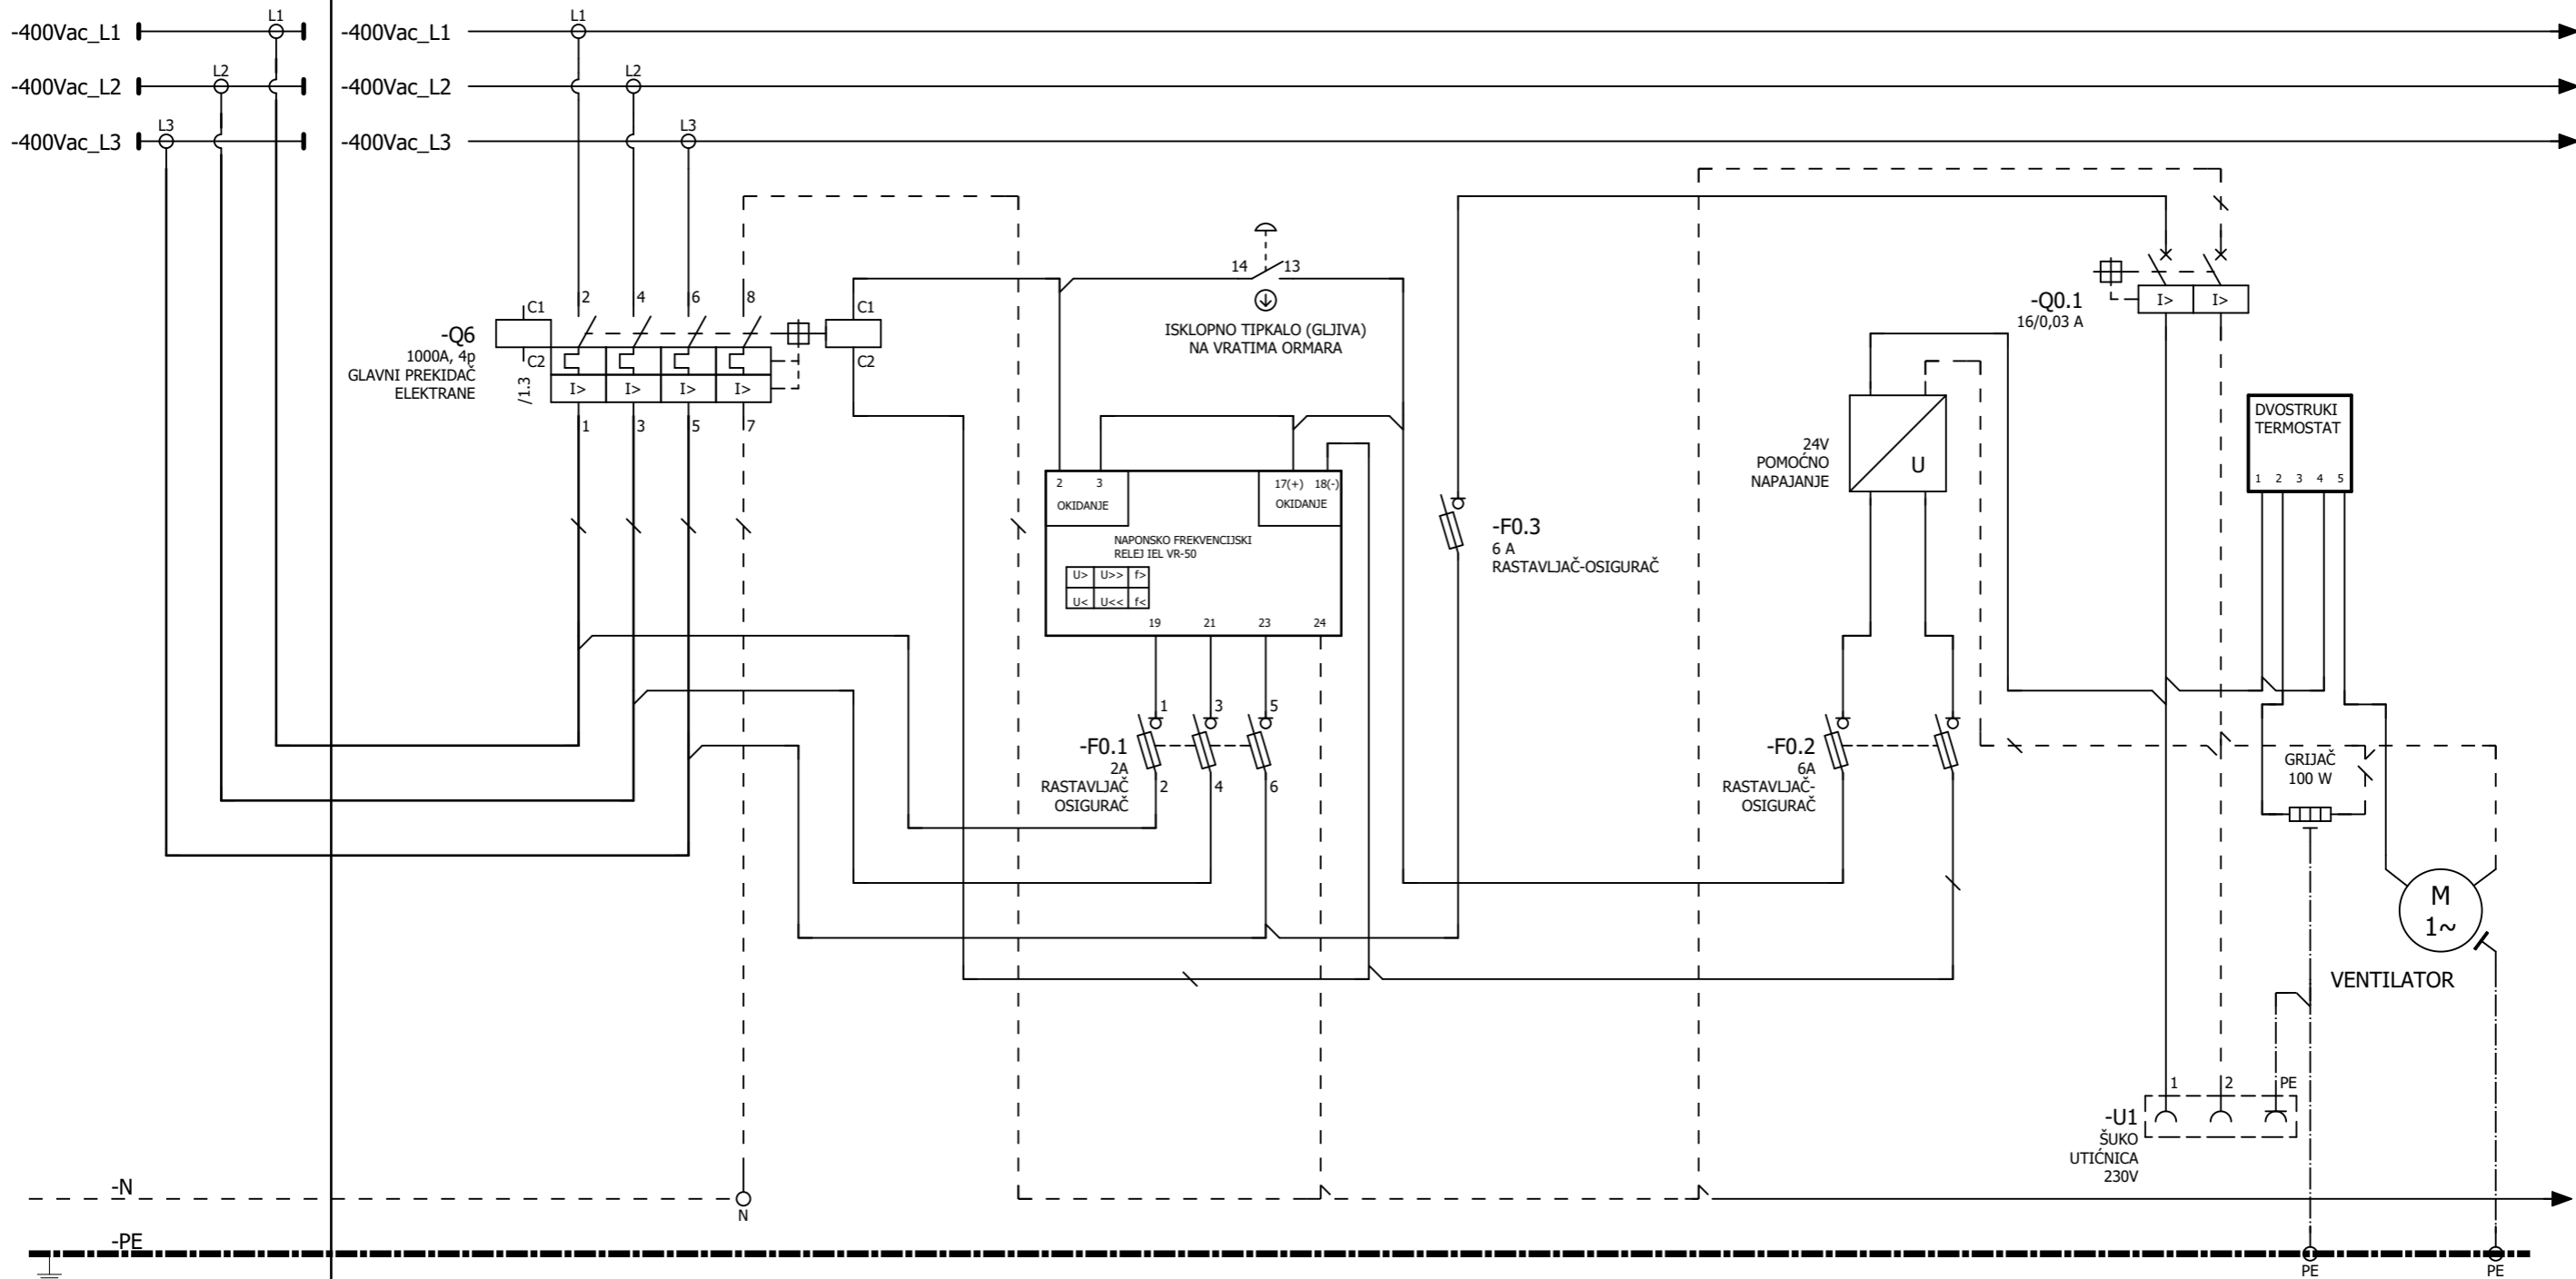 L1
L1
-400Vac_L1
-400Vac_L1
L2
L2
-400Vac_L2
-400Vac_L2
L3
L3
-400Vac_L3
-400Vac_L3
14
13
ISKLOPNO TIPKALO (GLJIVA)
NA VRATIMA ORMARA
-Q6
1000A, 4p
GLAVNI PREKIDAČ
ELEKTRANE
C1
C2
/1.3
2
4
6
8
I>
I>
I>
I>
1
3
5
7
C1
C2
-Q0.1
16/0,03 A
I>
I>
2
3
OKIDANJE
17(+)
18(-)
OKIDANJE
NAPONSKO FREKVENCIJSKI
RELEJ IEL VR-50
U>
U>>
f>
U<
U<<
f<
19
21
23
24
-F0.3
6 A
RASTAVLJAČ-OSIGURAČ
24V
POMOĆNO
NAPAJANJE
U
DVOSTRUKI
TERMOSTAT
1 2 3 4 5
-F0.1
2A
RASTAVLJAČ
OSIGURAČ
1
3
5
2
4
6
-F0.2
6A
RASTAVLJAČ-
OSIGURAČ
GRIJAČ
100 W
M
1~
VENTILATOR
-U1
ŠUKO
UTIĆNICA
230V
1
2
PE
-N
N
-PE
PE
PE